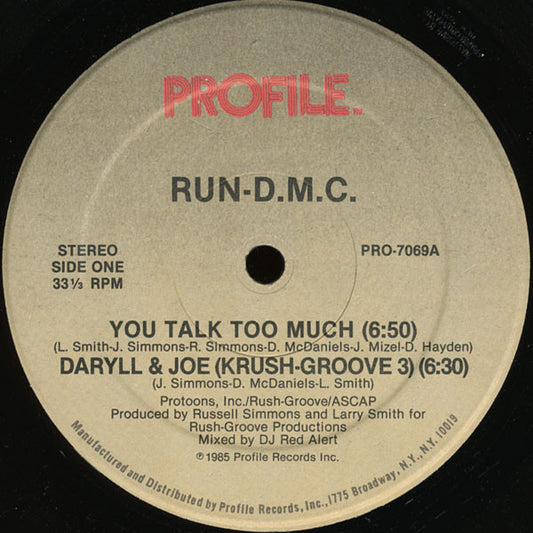 PROFILE
RUN-D.M.C.
STEREO
SIDE ONE
33⅓ RPM
PRO-7069A
YOU TALK TOO MUCH (6:50)
(L. Smith-J. Simmons-R. Simmons-D. McDaniels-J. Mizel-D. Hayden)
DARYLL & JOE (KRUSH-GROOVE 3) (6:30)
(J. Simmons-D. McDaniels-L. Smith)
Protoons, Inc./Rush-Groove/ASCAP
Produced by Russell Simmons and Larry Smith for
Rush-Groove Productions
Mixed by DJ Red Alert
℗ 1985 Profile Records Inc.
Manufactured and Distributed by Profile Records, Inc., 1775 Broadway, N.Y., N.Y. 10019